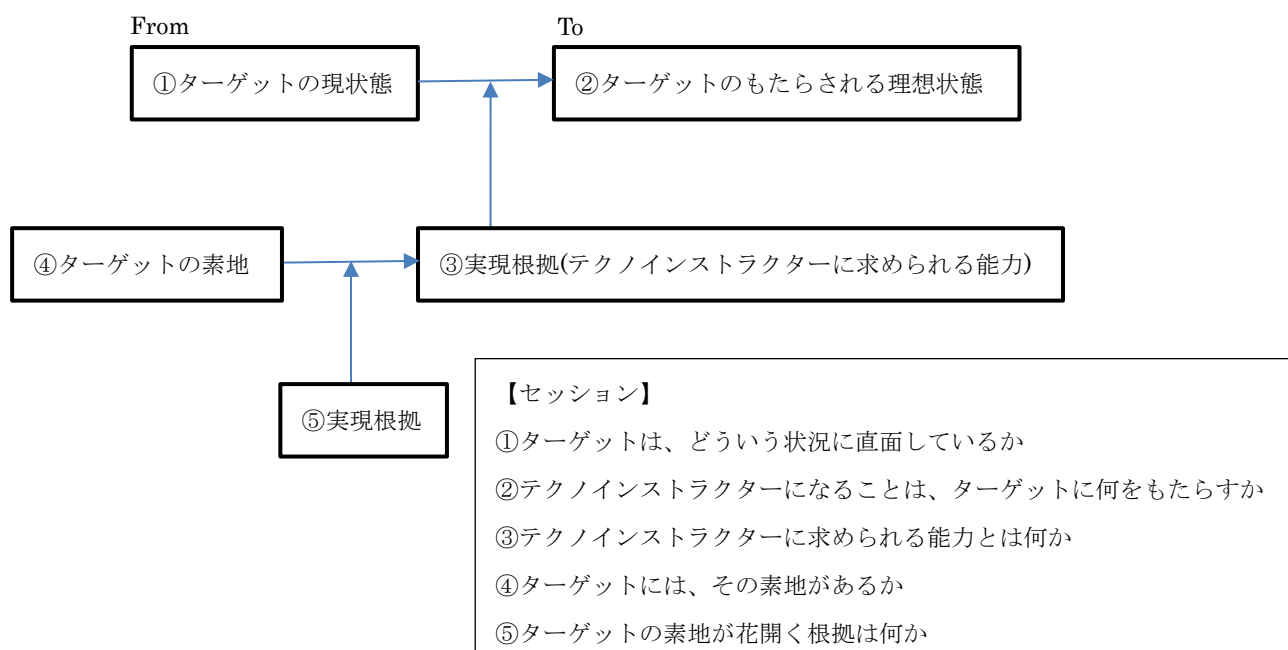 From
To
①ターゲットの現状態
②ターゲットのもたらされる理想状態
④ターゲットの素地
③実現根拠(テクノインストラクターに求められる能力)
⑤実現根拠
【セッション】
①ターゲットは、どういう状況に直面しているか
②テクノインストラクターになることは、ターゲットに何をもたらすか
③テクノインストラクターに求められる能力とは何か
④ターゲットには、その素地があるか
⑤ターゲットの素地が花開く根拠は何か